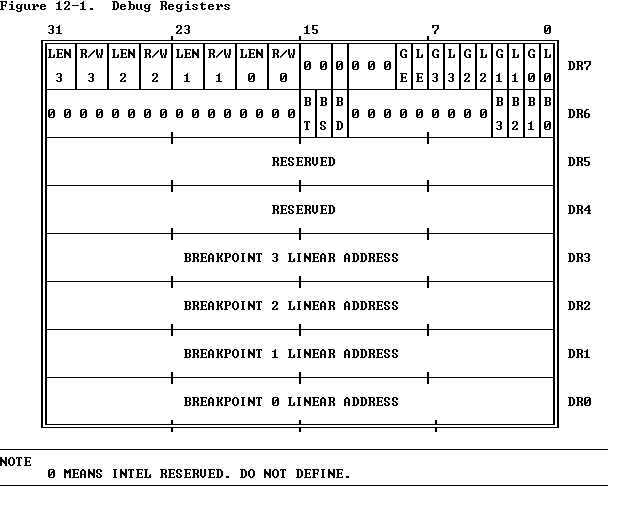 Figure 12-1. Debug Registers
31 23 15 7 0
LEN R/W LEN R/W LEN R/W LEN R/W 0 0 0 0 0 0 G L G L G L G L G L DR7
3 3 2 2 1 1 0 0 E E 3 3 2 2 1 1 0 0
0 0 0 0 0 0 0 0 0 0 0 0 0 0 0 0 B B B 0 0 0 0 0 0 0 0 0 B B B B DR6
T S D 3 2 1 0
RESERVED DR5
RESERVED DR4
BREAKPOINT 3 LINEAR ADDRESS DR3
BREAKPOINT 2 LINEAR ADDRESS DR2
BREAKPOINT 1 LINEAR ADDRESS DR1
BREAKPOINT 0 LINEAR ADDRESS DR0
NOTE
0 MEANS INTEL RESERVED. DO NOT DEFINE.